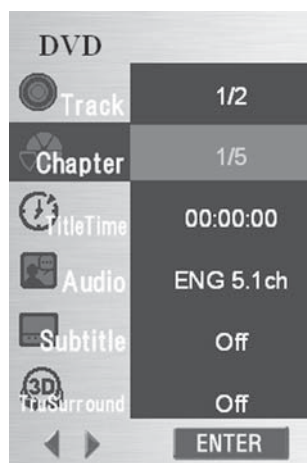 DVD
Track 1/2
Chapter 1/5
TitleTime 00:00:00
Audio ENG 5.1ch
Subtitle Off
3D
TruSurround Off
ENTER